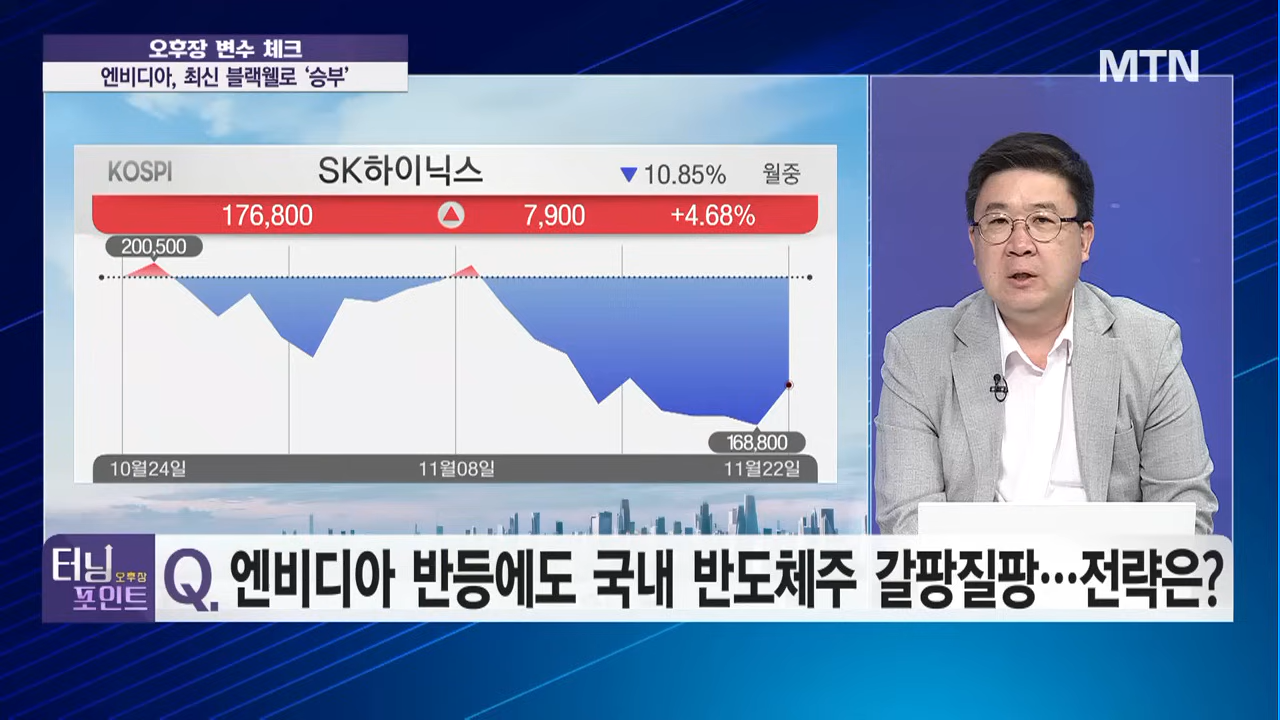 오후장 변수 체크
엔비디아, 최신 블랙웰로 '승부'
MTN
KOSPI SK하이닉스 ▼10.85% 월중
176,800 ▲ 7,900 +4.68%
200,500
168,800
10월24일 11월08일 11월22일
터닝 오후장
포인트
Q. 엔비디아 반등에도 국내 반도체주 갈팡질팡…전략은?